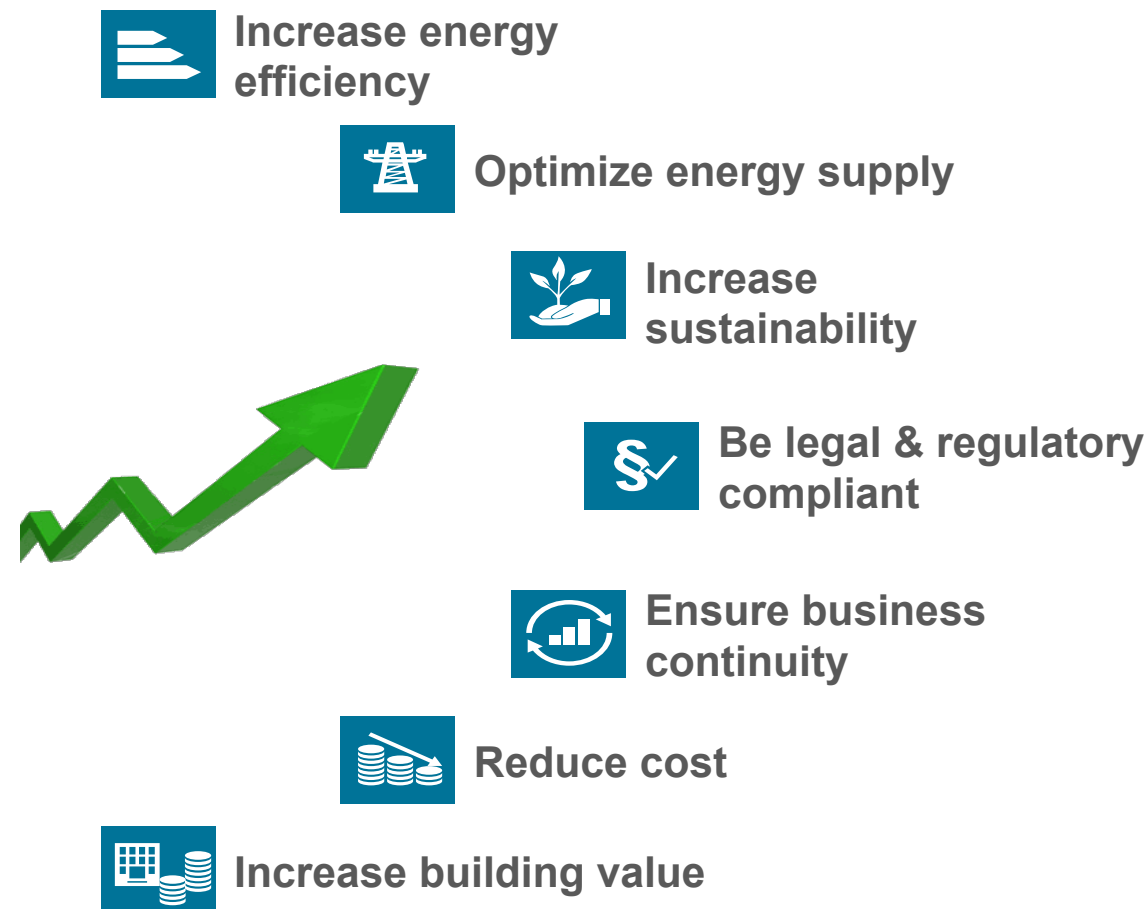 Increase energy
efficiency
Optimize energy supply
Increase
sustainability
§
Be legal & regulatory
compliant
Ensure business
continuity
Reduce cost
Increase building value